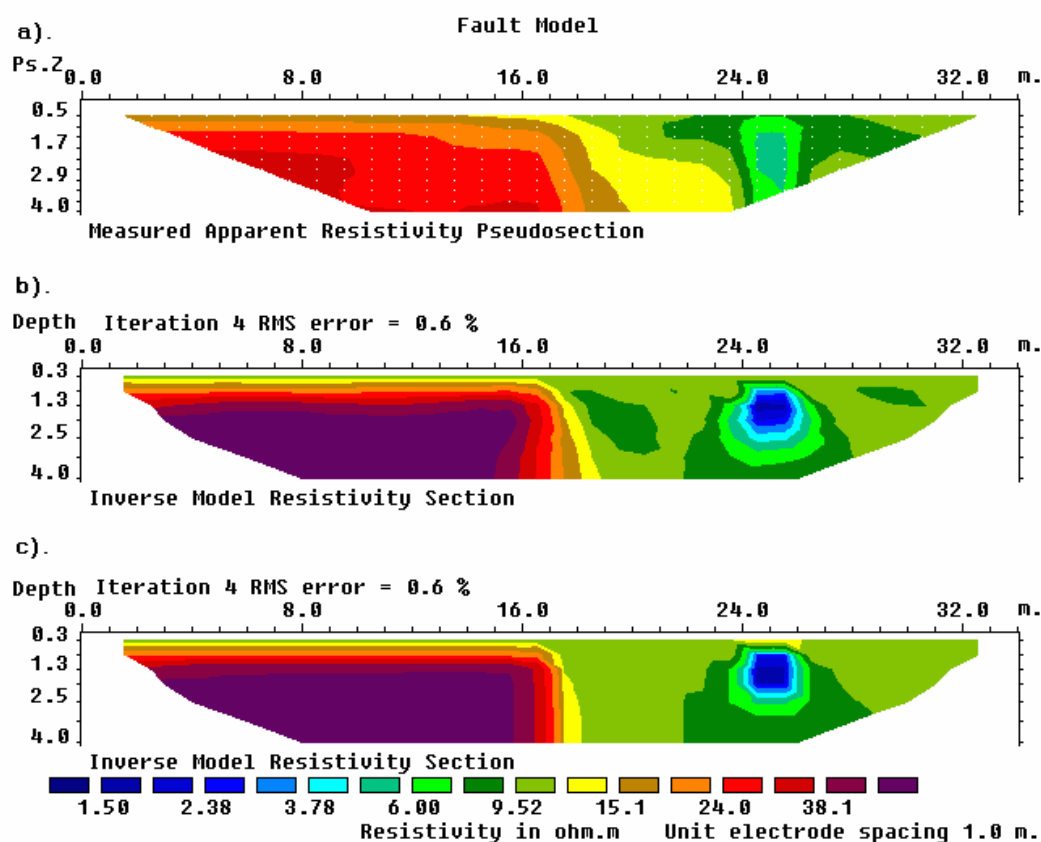 Fault Model
a).
Ps.Z 0.0 8.0 16.0 24.0 32.0 m.
0.5
1.7
2.9
4.0
Measured Apparent Resistivity Pseudosection
b).
Depth Iteration 4 RMS error = 0.6 %
0.0 8.0 16.0 24.0 32.0 m.
0.3
1.3
2.5
4.0
Inverse Model Resistivity Section
c).
Depth Iteration 4 RMS error = 0.6 %
0.0 8.0 16.0 24.0 32.0 m.
0.3
1.3
2.5
4.0
Inverse Model Resistivity Section
1.50 2.38 3.78 6.00 9.52 15.1 24.0 38.1
Resistivity in ohm.m Unit electrode spacing 1.0 m.